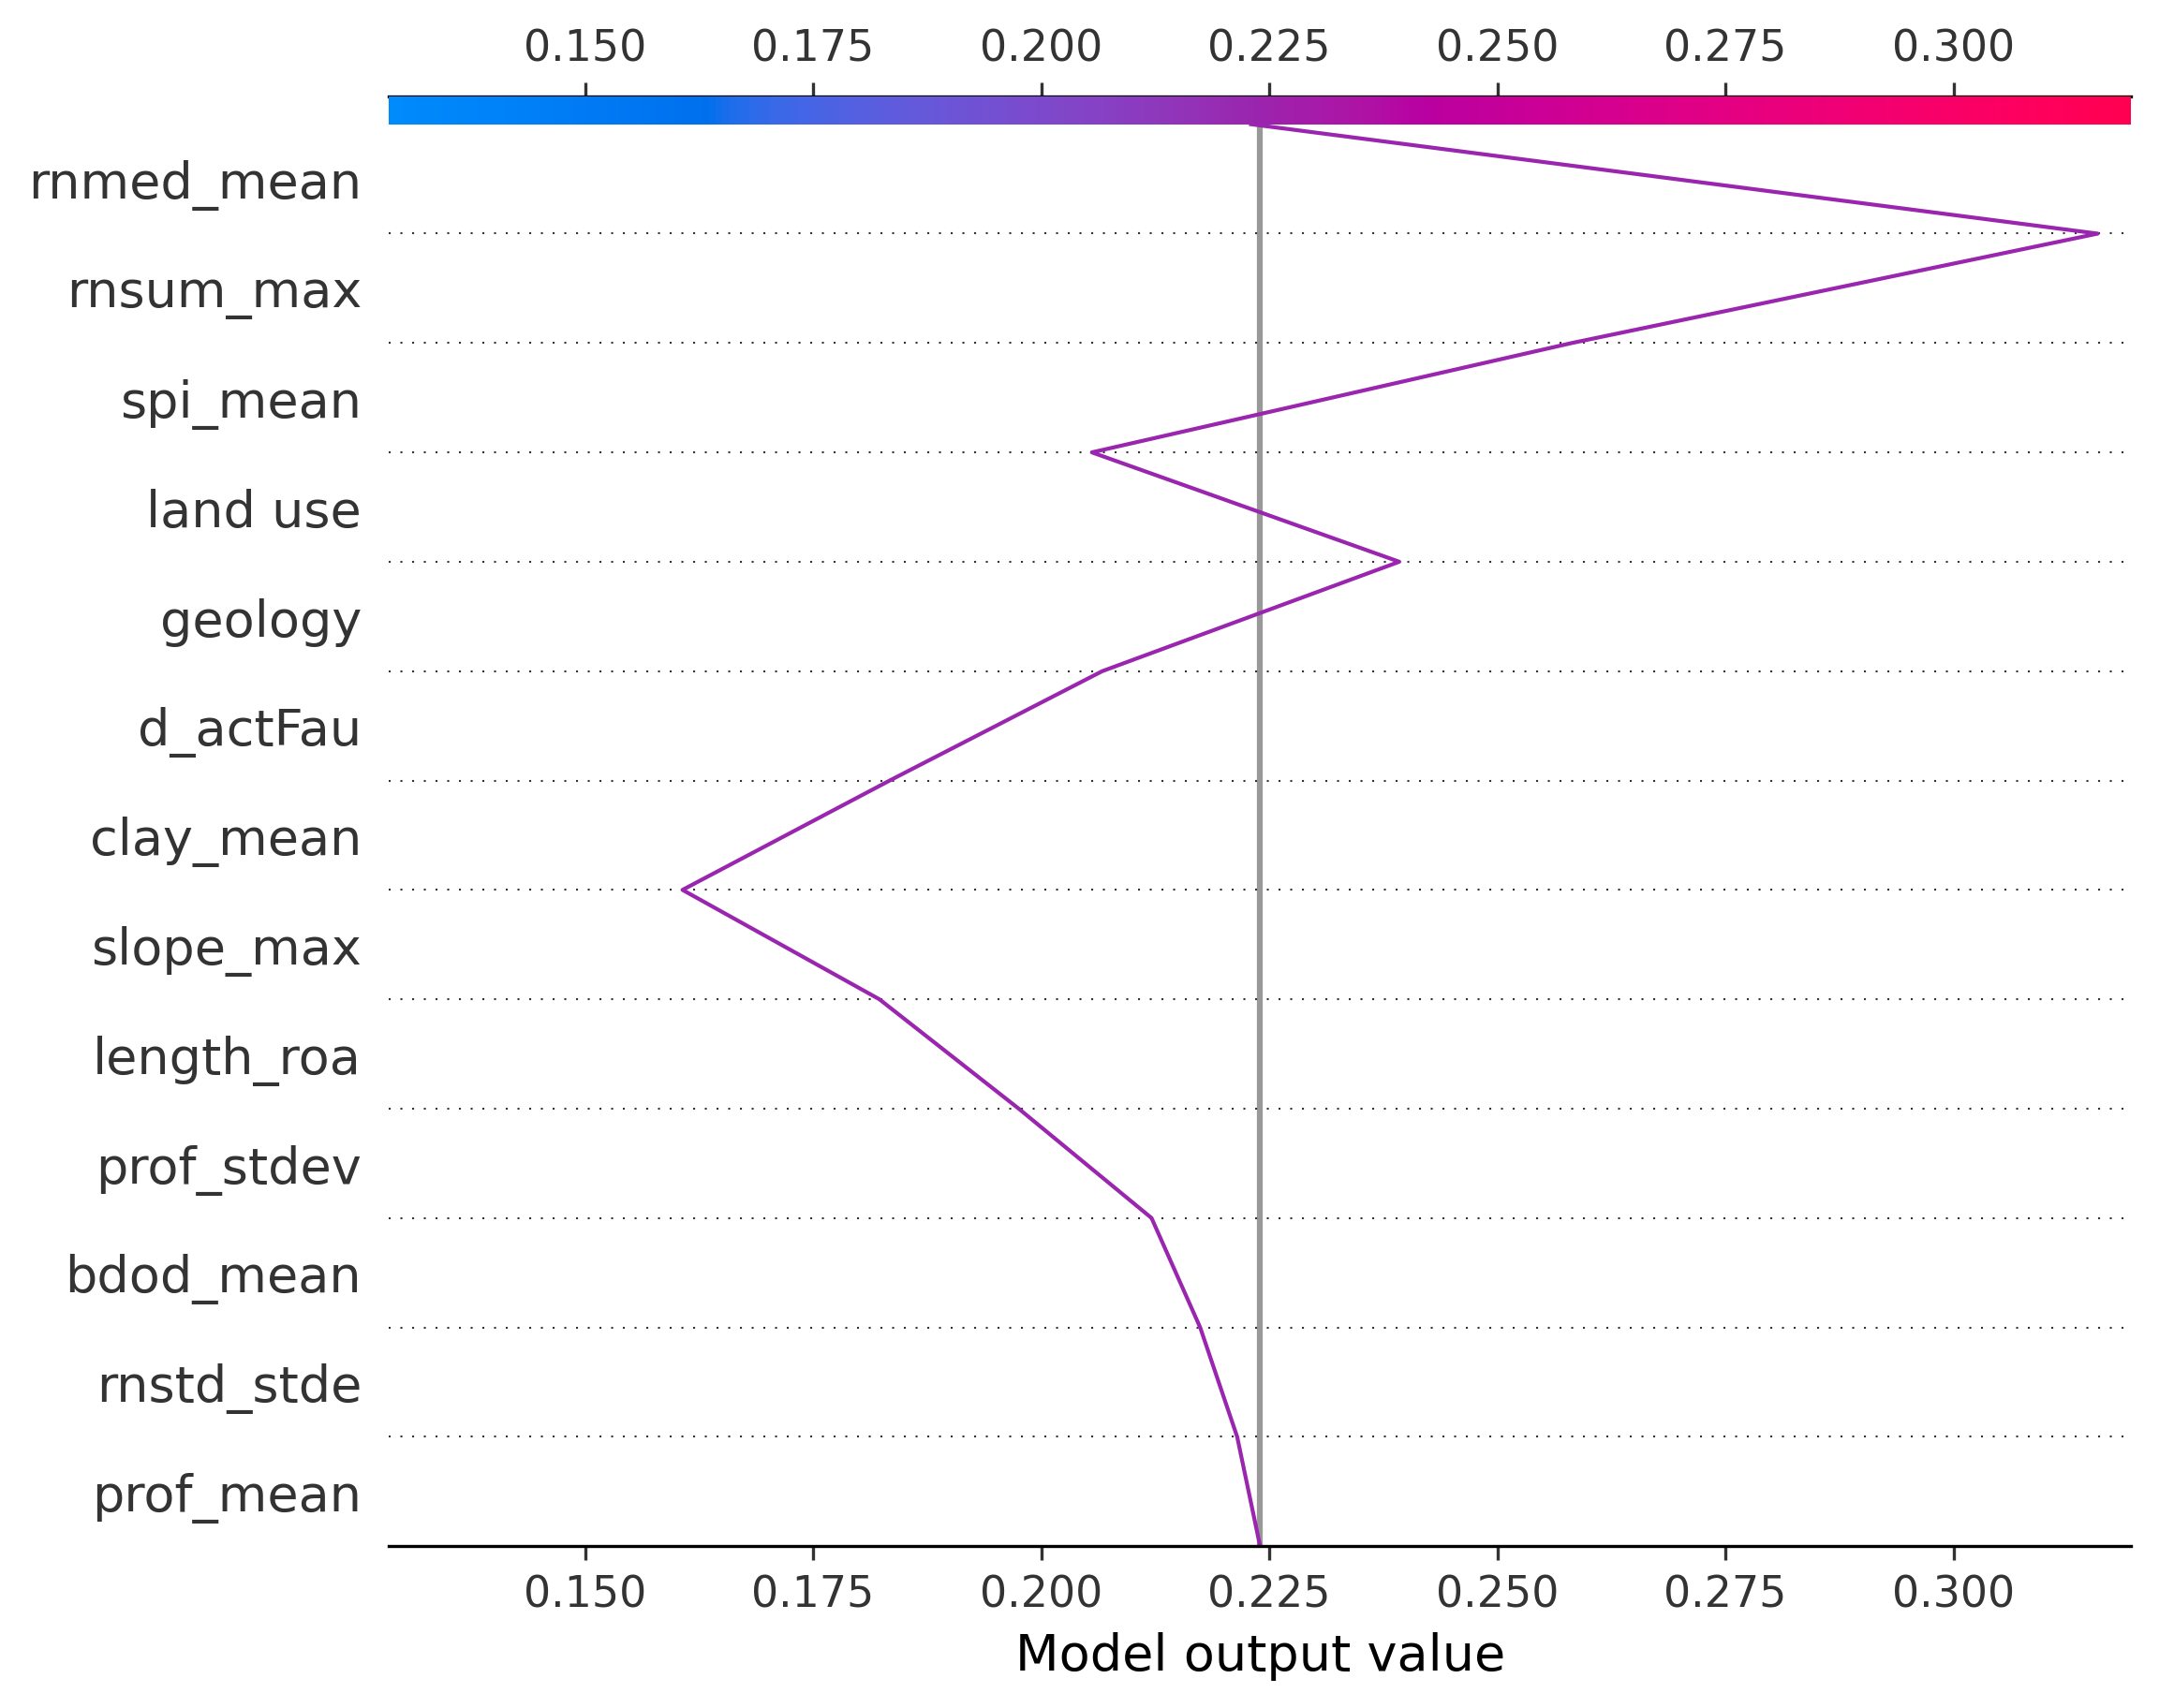 0.150 0.175 0.200 0.225 0.250 0.275 0.300
rnmed_mean
rnsum_max
spi_mean
land use
geology
d_actFau
clay_mean
slope_max
length_roa
prof_stdev
bdod_mean
rnstd_stde
prof_mean
0.150 0.175 0.200 0.225 0.250 0.275 0.300
Model output value